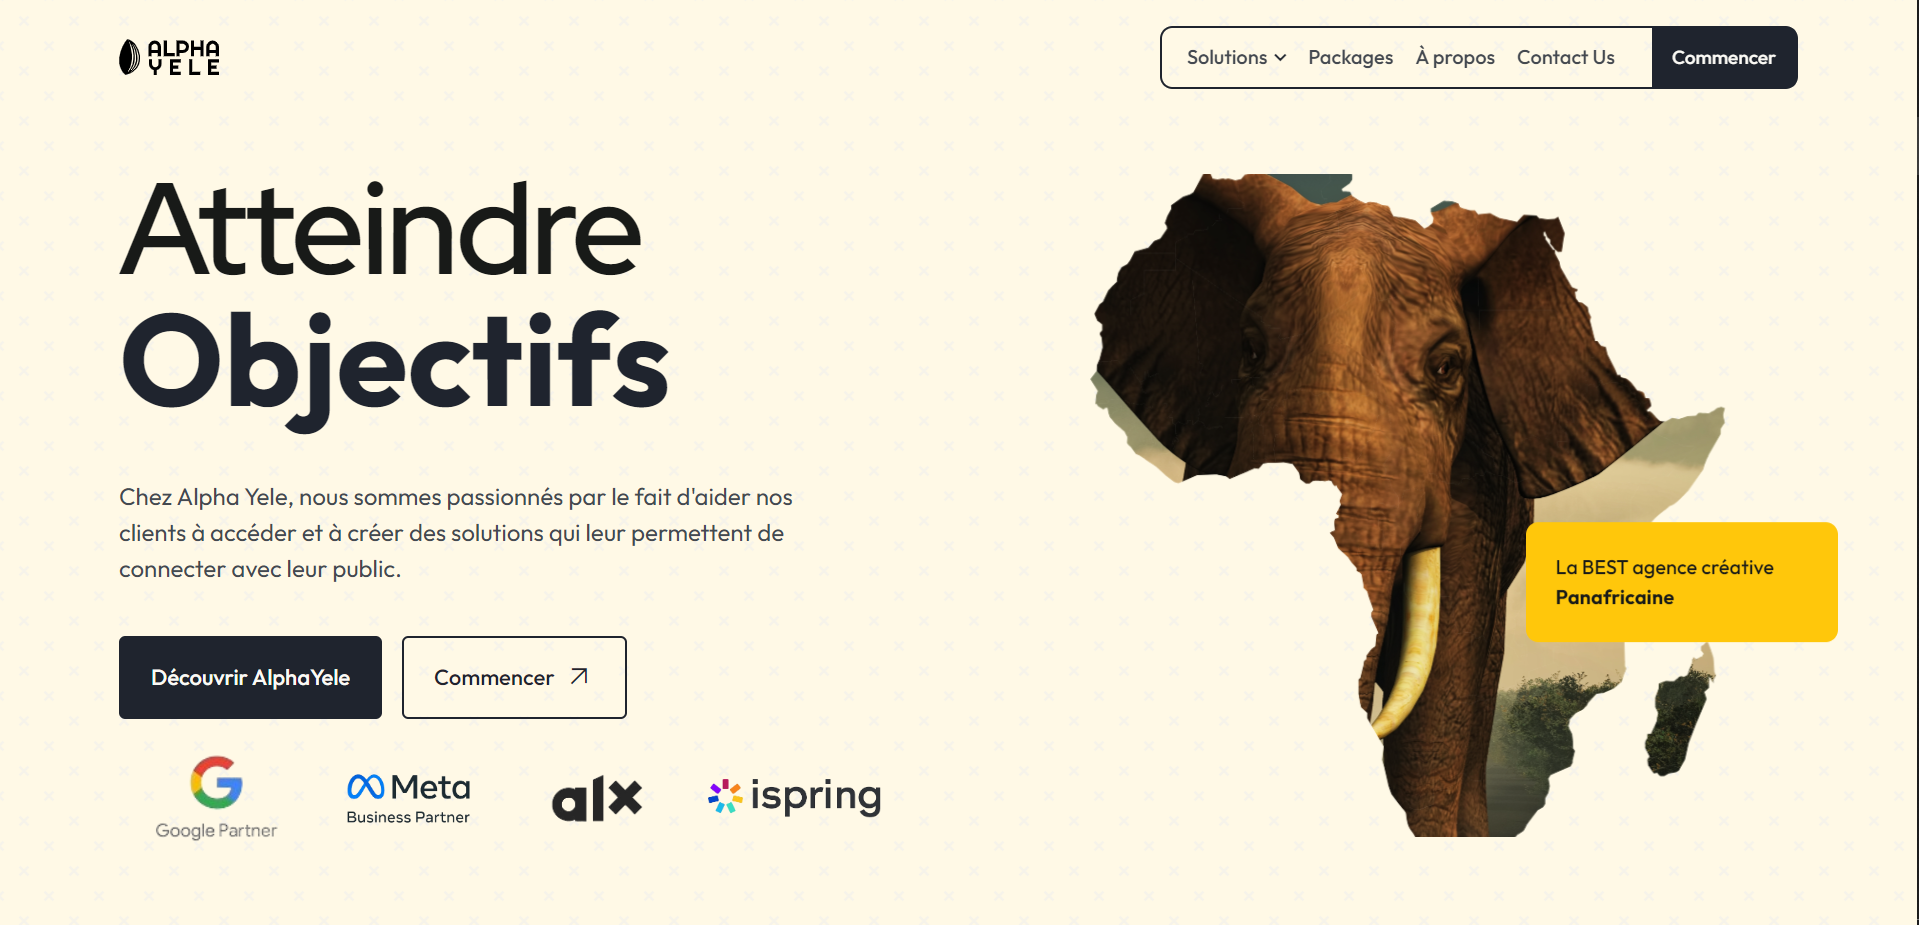 ALPHA
YELE
Solutions Packages À propos Contact Us Commencer
Atteindre
Objectifs
Chez Alpha Yele, nous sommes passionnés par le fait d'aider nos
clients à accéder et à créer des solutions qui leur permettent de
connecter avec leur public.
La BEST agence créative
Panafricaine
Découvrir AlphaYele
Commencer
Google Partner
Meta
Business Partner
alx
ispring